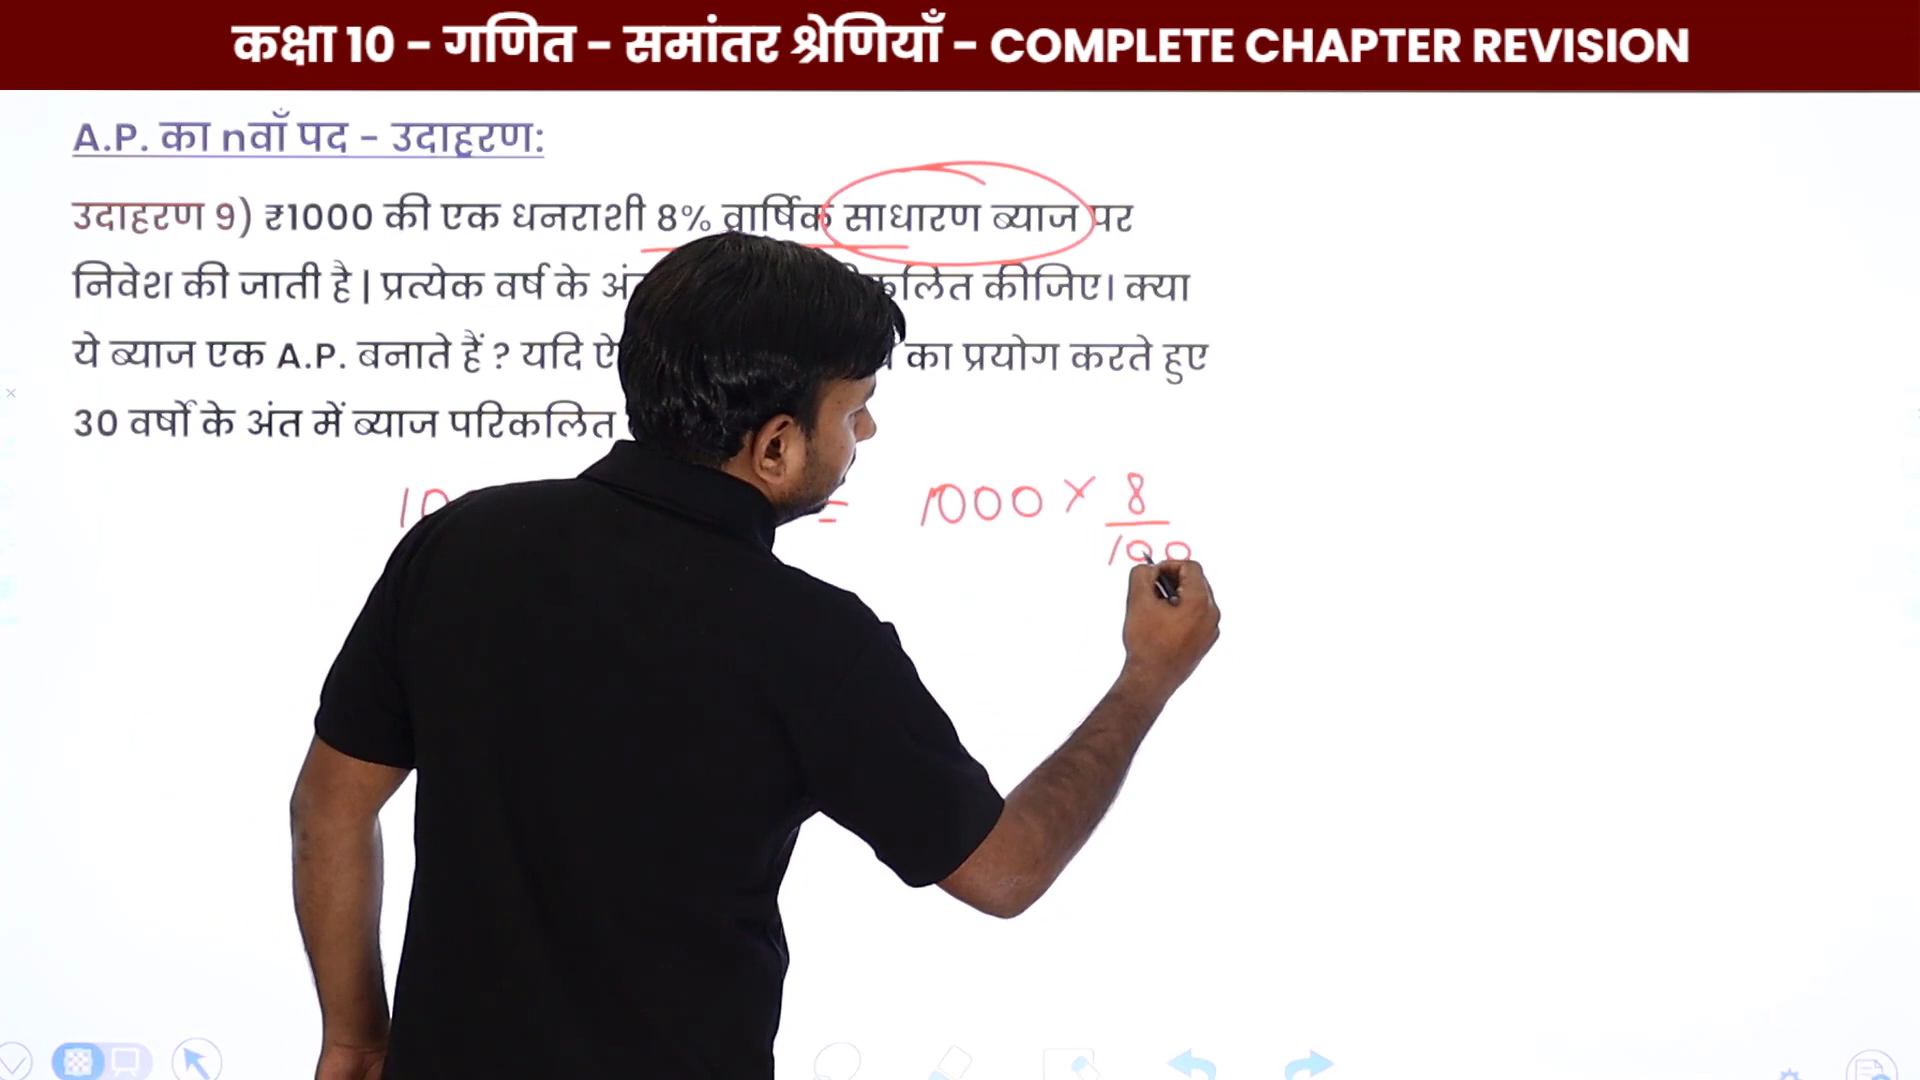 कक्षा 10 – गणित – समांतर श्रेणियाँ – COMPLETE CHAPTER REVISION
A.P. का nवाँ पद – उदाहरण:
उदाहरण 9) ₹1000 की एक धनराशी 8% वार्षिक साधारण ब्याज पर
निवेश की जाती है | प्रत्येक वर्ष के कीजिए। क्या
ये ब्याज एक A.P. बनाते हैं ? यदि का प्रयोग करते हुए
30 वर्षों के अंत में ब्याज परिकलित
= 1000 × 8/100